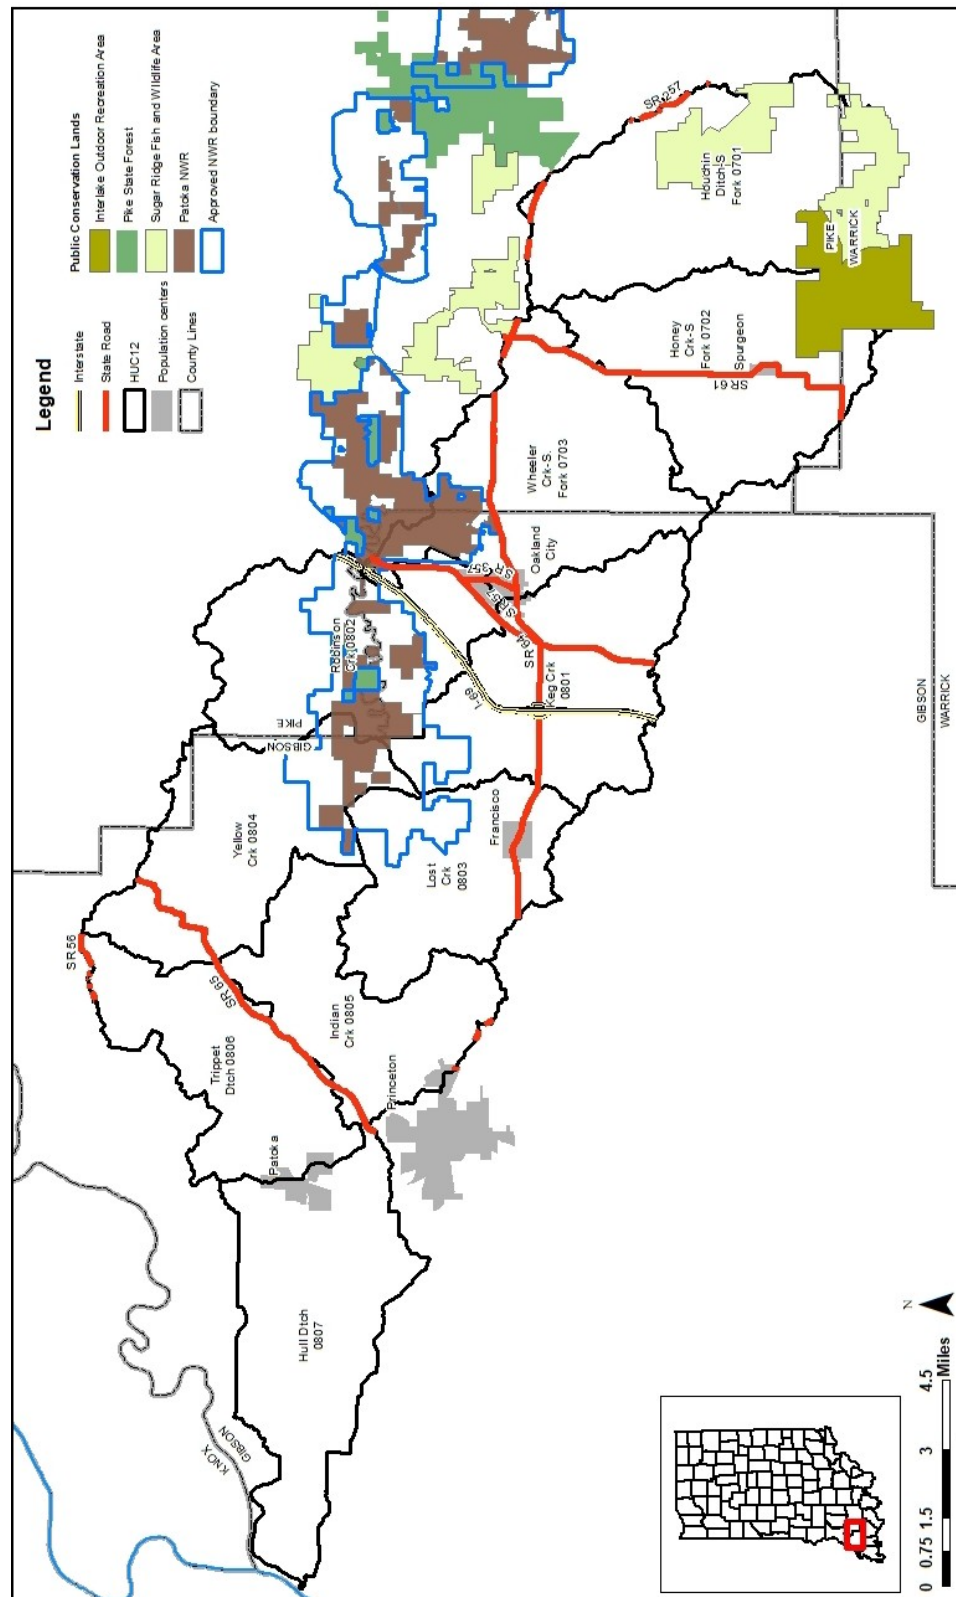 Legend
Interstate
State Road
HUC12
Population centers
County Lines
Public Conservation Lands
Interlake Outdoor Recreation Area
Pike State Forest
Sugar Ridge Fish and Wildlife Area
Patoka NWR
Approved NWR boundary
SR 56
SR 65
Trippet
Dtch 0806
Yellow
Crk 0804
GIBSON
PIKE
Robinson
Crk 0802
Indian
Crk 0805
Lost
Crk
0803
Patoka
Princeton
Francisco
Hull Dtch
0807
KNOX
GIBSON
I-69
Keg Crk
0801
SR 64
SR 57
SR 357
Oakland
City
Wheeler
Crk-S.
Fork 0703
SR 257
Houchin
Ditch-S
Fork 0701
Honey
Crk-S
Fork 0702
Spurgeon
SR 61
PIKE
WARRICK
GIBSON
WARRICK
N
0 0.75 1.5 3 4.5
Miles